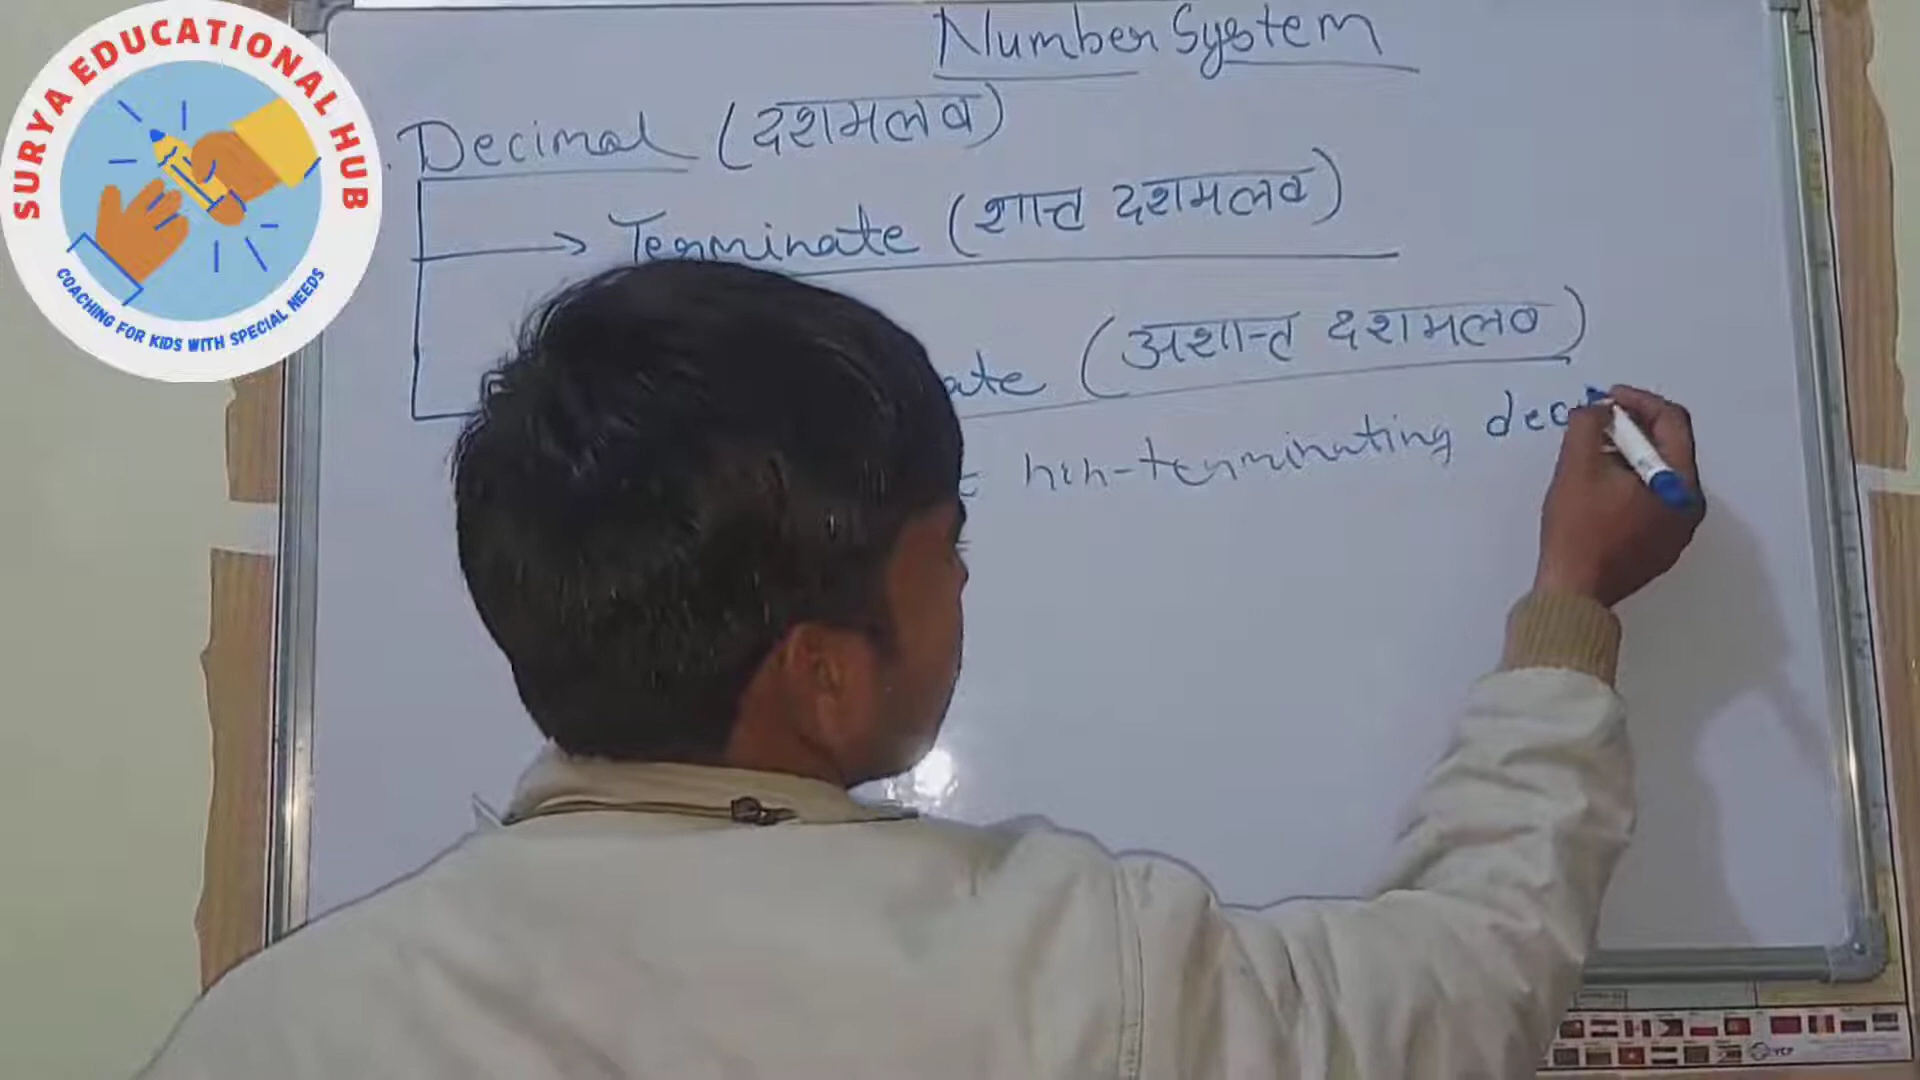 SURYA EDUCATIONAL HUB
COACHING FOR KIDS WITH SPECIAL NEEDS
Number System
Decimal (दशमलव)
Terminate (शान्त दशमलव)
ate (अशान्त दशमलव)
non-terminating dec